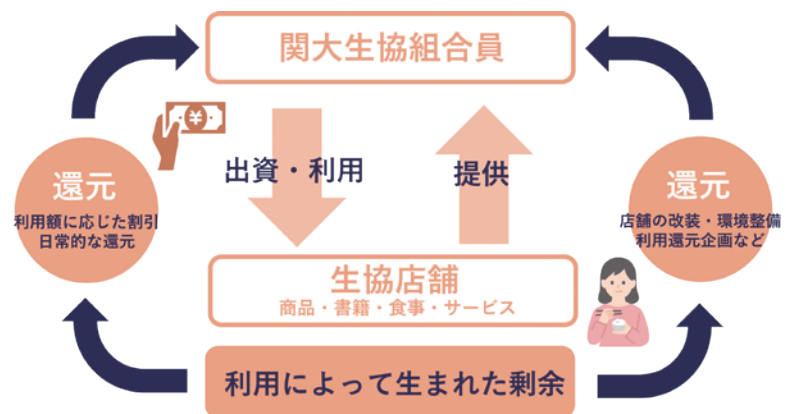 関大生協組合員
¥
出資・利用
提供
還元
利用額に応じた割引
日常的な還元
還元
店舗の改装・環境整備
利用還元企画など
生協店舗
商品・書籍・食事・サービス
利用によって生まれた剰余